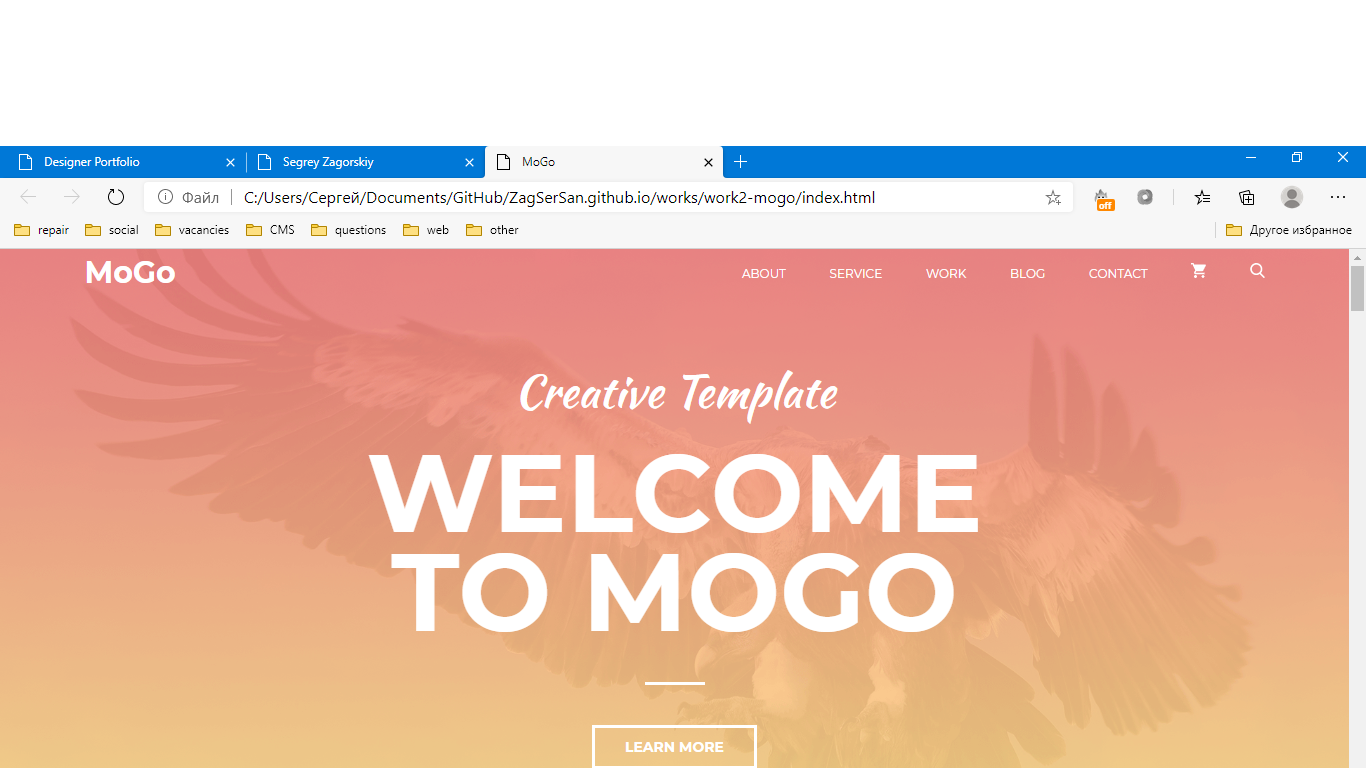 Designer Portfolio
Segrey Zagorskiy
MoGo
Файл
C:/Users/Сергей/Documents/GitHub/ZagSerSan.github.io/works/work2-mogo/index.html
off
repair
social
vacancies
CMS
questions
web
other
Другое избранное
MoGo
ABOUT
SERVICE
WORK
BLOG
CONTACT
Creative Template
WELCOME
TO MOGO
LEARN MORE